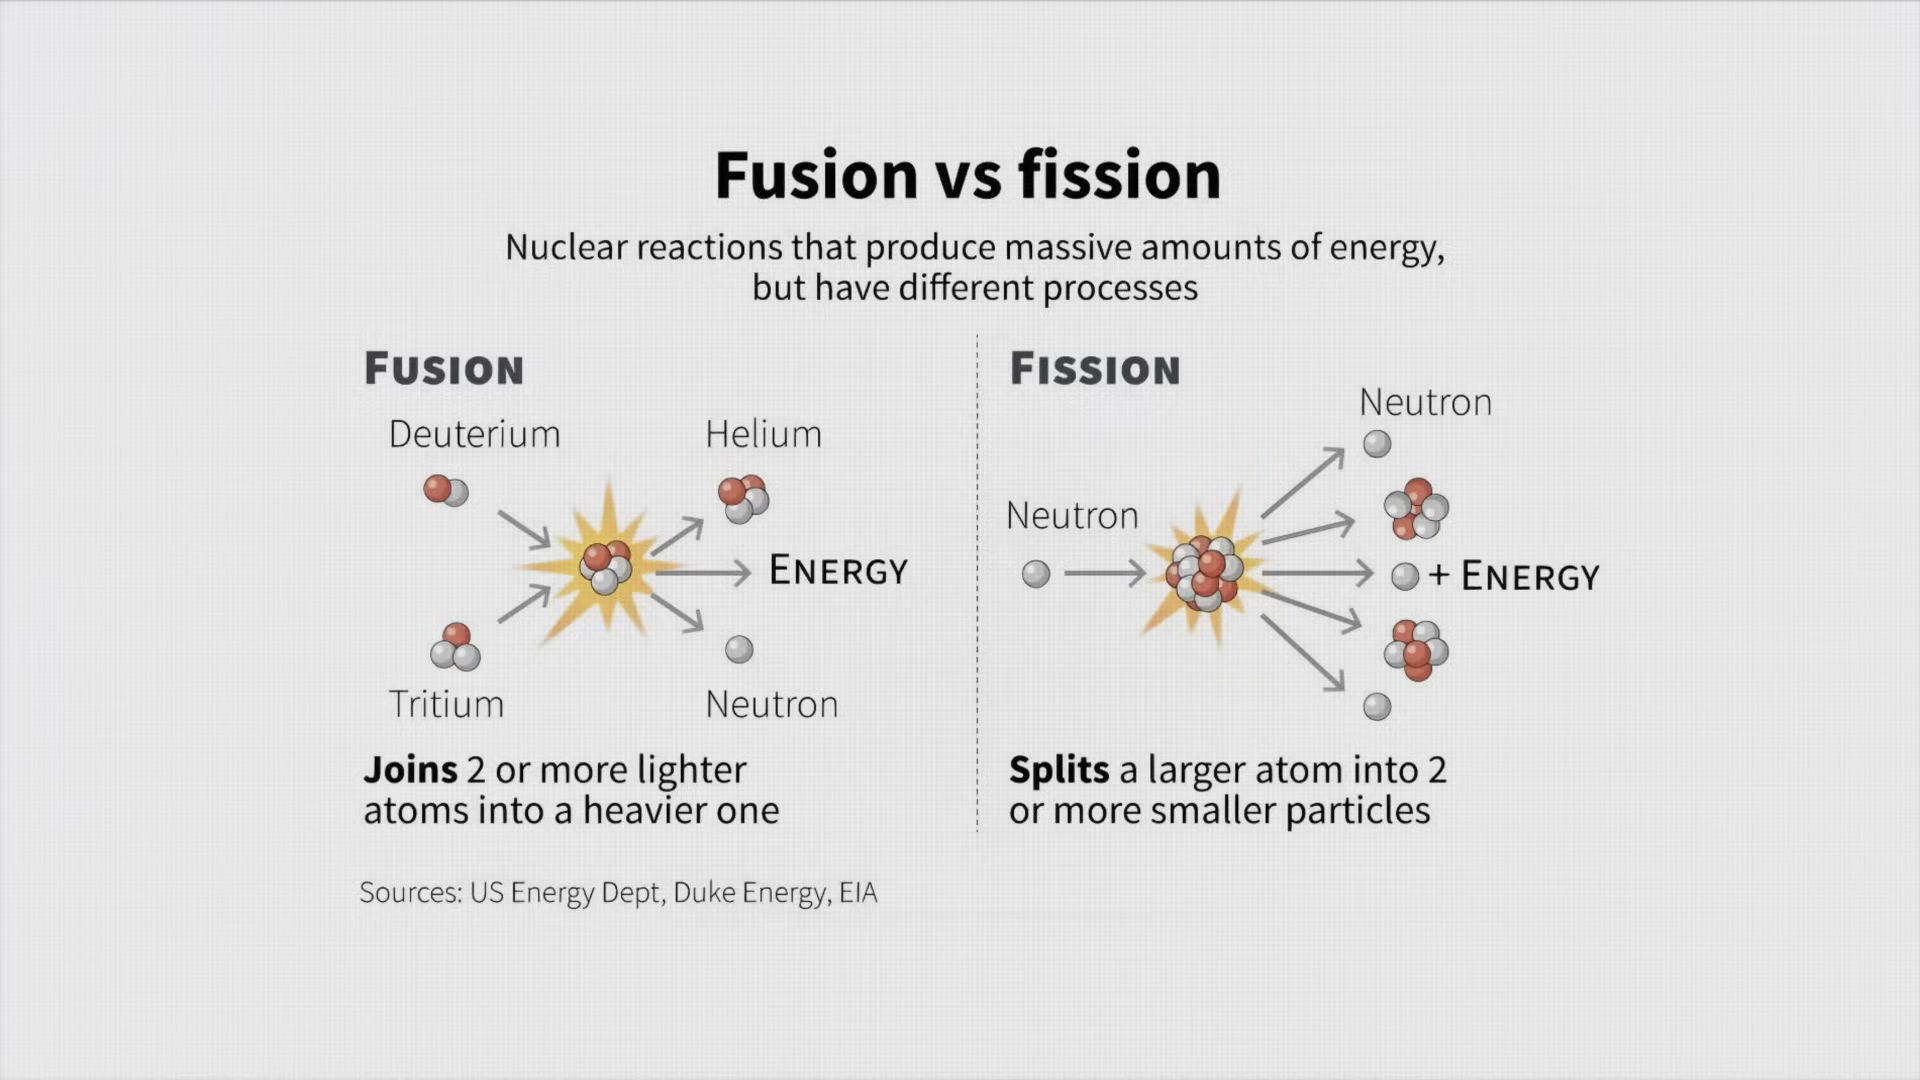 Fusion vs fission
Nuclear reactions that produce massive amounts of energy,
but have different processes
FUSION
Deuterium
Helium
ENERGY
Tritium
Neutron
Joins 2 or more lighter
atoms into a heavier one
FISSION
Neutron
Neutron
+ ENERGY
Splits a larger atom into 2
or more smaller particles
Sources: US Energy Dept, Duke Energy, EIA